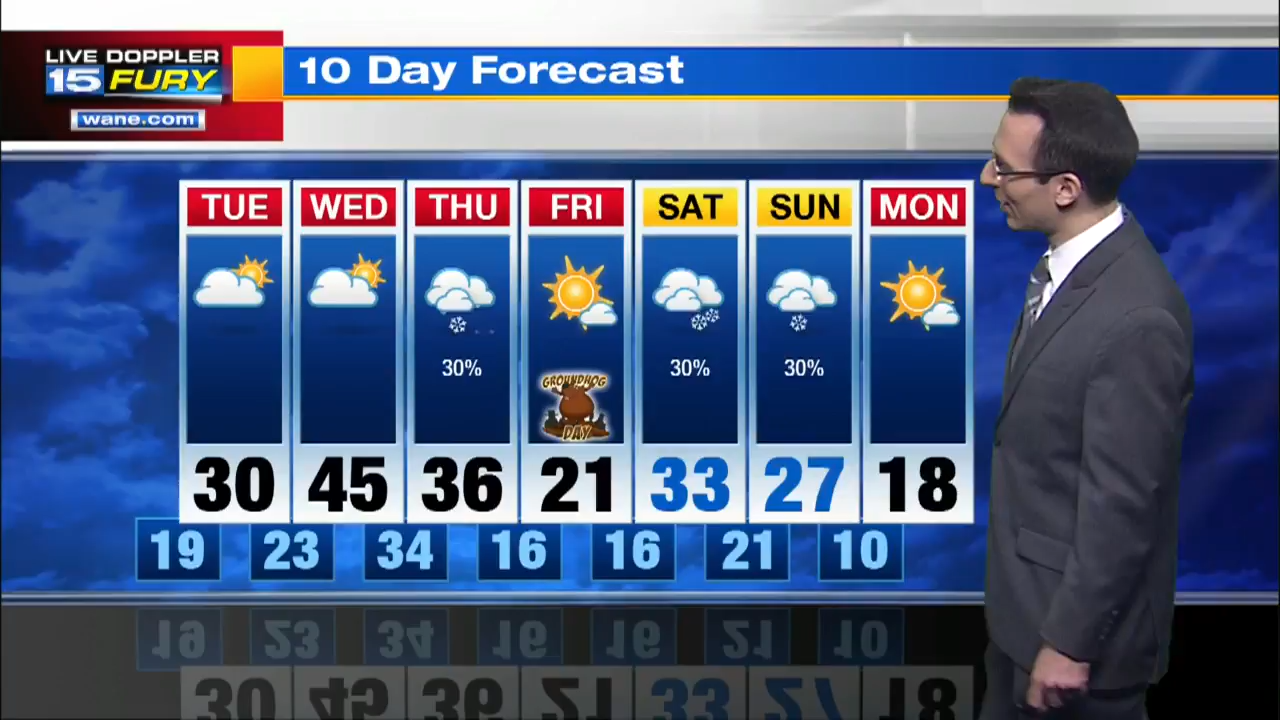 LIVE DOPPLER
15 FURY
wane.com
10 Day Forecast
TUE WED THU FRI SAT SUN MON
30% 30% 30%
GROUNDHOG
DAY
30 45 36 21 33 27 18
19 23 34 16 16 21 10